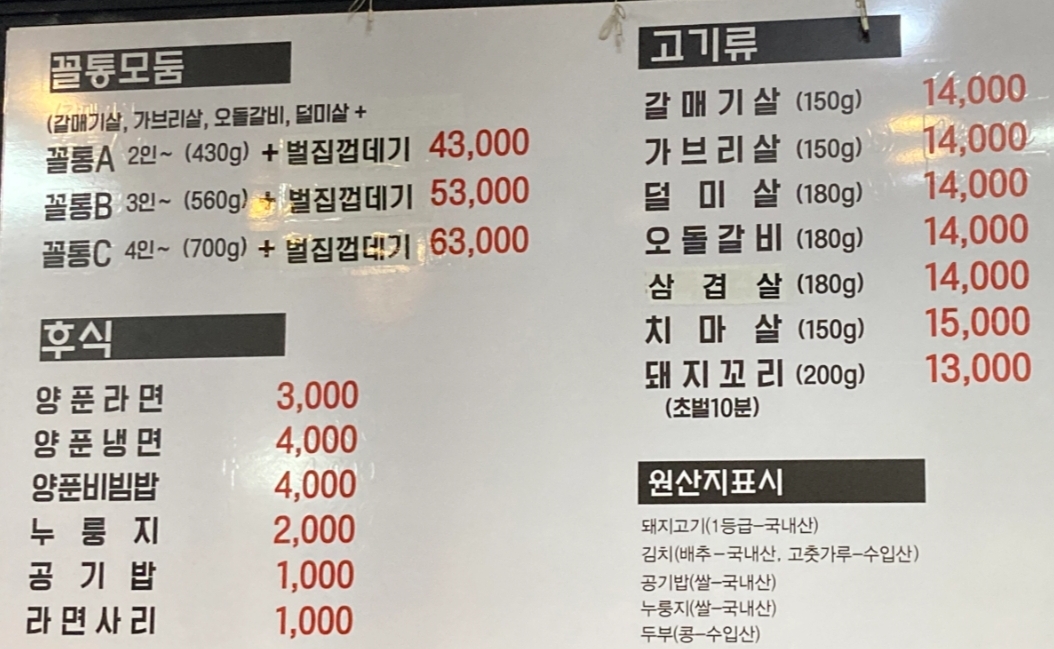 꼴통모둠
(갈매기살, 가브리살, 오돌갈비, 덜미살 +
꼴통A 2인~ (430g) + 벌집껍데기 43,000
꼴통B 3인~ (560g) + 벌집껍데기 53,000
꼴통C 4인~ (700g) + 벌집껍데기 63,000
후식
양푼라면 3,000
양푼냉면 4,000
양푼비빔밥 4,000
누룽지 2,000
공기밥 1,000
라면사리 1,000
고기류
갈매기살 (150g) 14,000
가브리살 (150g) 14,000
덜미살 (180g) 14,000
오돌갈비 (180g) 14,000
삼겹살 (180g) 14,000
치마살 (150g) 15,000
돼지꼬리 (200g) 13,000
(초벌10분)
원산지표시
돼지고기(1등급-국내산)
김치(배추-국내산, 고춧가루-수입산)
공기밥(쌀-국내산)
누룽지(쌀-국내산)
두부(콩-수입산)